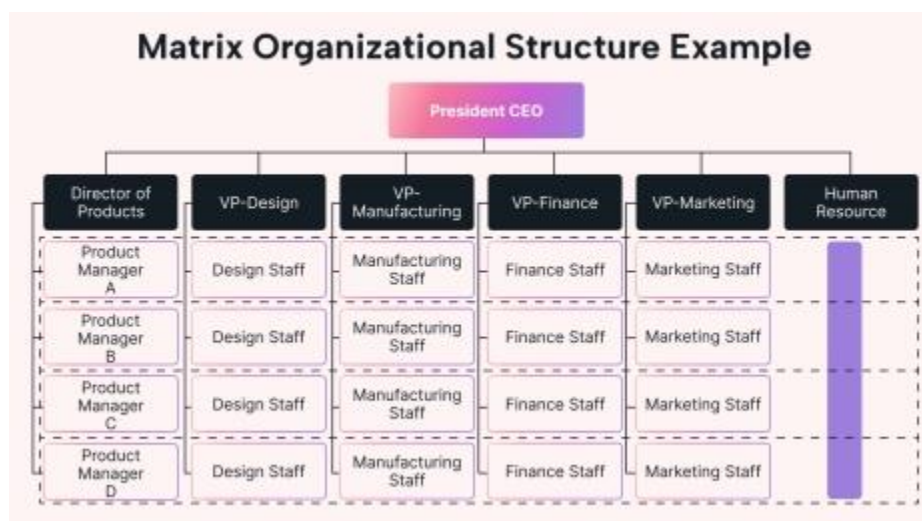 Matrix Organizational Structure Example
President CEO
Director of
Products
VP-Design
VP-
Manufacturing
VP-Finance
VP-Marketing
Human
Resource
Product
Manager
A
Design Staff
Manufacturing
Staff
Finance Staff
Marketing Staff
Product
Manager
B
Design Staff
Manufacturing
Staff
Finance Staff
Marketing Staff
Product
Manager
C
Design Staff
Manufacturing
Staff
Finance Staff
Marketing Staff
Product
Manager
D
Design Staff
Manufacturing
Staff
Finance Staff
Marketing Staff